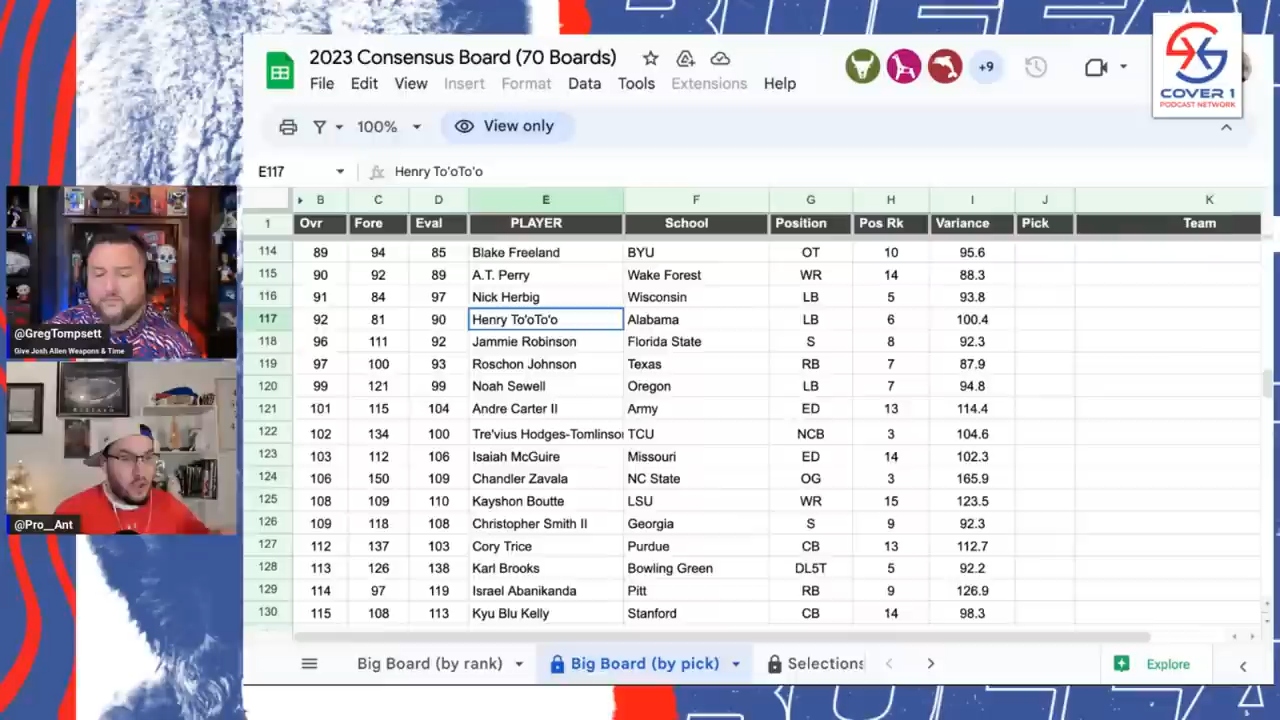 2023 Consensus Board (70 Boards)
+9
File Edit View Insert Format Data Tools Extensions Help
100% View only
COVER 1
PODCAST NETWORK
E117 fx Henry To'oTo'o
B C D E F G H I J K
1 Ovr Fore Eval PLAYER School Position Pos Rk Variance Pick Team
114 89 94 85 Blake Freeland BYU OT 10 95.6
115 90 92 89 A.T. Perry Wake Forest WR 14 88.3
116 91 84 97 Nick Herbig Wisconsin LB 5 93.8
117 92 81 90 Henry To'oTo'o Alabama LB 6 100.4
118 96 111 92 Jammie Robinson Florida State S 8 92.3
119 97 100 93 Roschon Johnson Texas RB 7 87.9
120 99 121 99 Noah Sewell Oregon LB 7 94.8
121 101 115 104 Andre Carter II Army ED 13 114.4
122 102 134 100 Tre'vius Hodges-Tomlinso TCU NCB 3 104.6
123 103 112 106 Isaiah McGuire Missouri ED 14 102.3
124 106 150 109 Chandler Zavala NC State OG 3 165.9
125 108 109 110 Kayshon Boutte LSU WR 15 123.5
126 109 118 108 Christopher Smith II Georgia S 9 92.3
127 112 137 103 Cory Trice Purdue CB 13 112.7
128 113 126 138 Karl Brooks Bowling Green DL5T 5 92.2
129 114 97 119 Israel Abanikanda Pitt RB 9 126.9
130 115 108 113 Kyu Blu Kelly Stanford CB 14 98.3
Big Board (by rank) Big Board (by pick) Selections Explore
@GregTompsett
Give Josh Allen Weapons & Time
@Pro__Ant